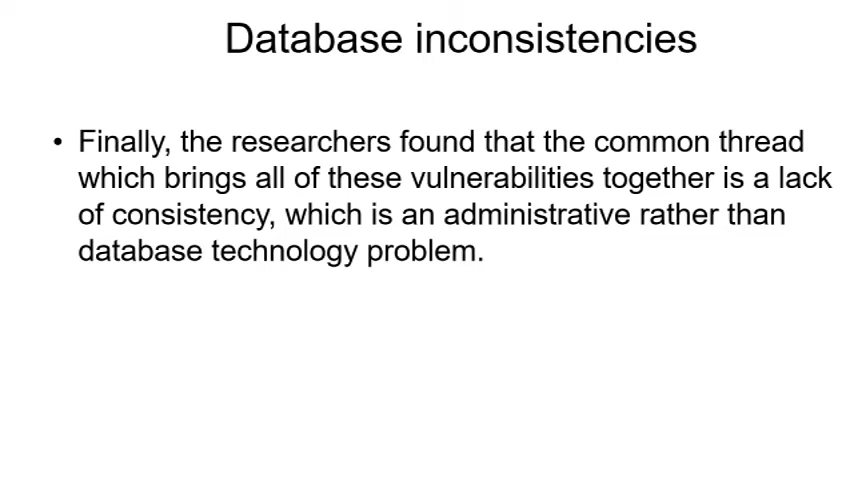 Database inconsistencies
• Finally, the researchers found that the common thread
which brings all of these vulnerabilities together is a lack
of consistency, which is an administrative rather than
database technology problem.